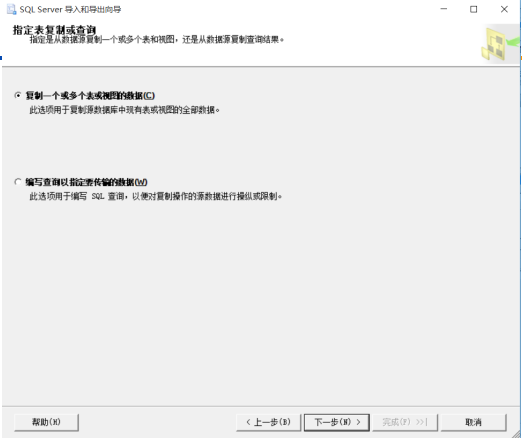 SQL Server 导入和导出向导
指定表复制或查询
指定是从数据源复制一个或多个表和视图，还是从数据源复制查询结果。
复制一个或多个表或视图的数据(C)
此选项用于复制源数据库中现有表或视图的全部数据。
编写查询以指定要传输的数据(W)
此选项用于编写 SQL 查询，以便对复制操作的源数据进行操纵或限制。
帮助(H) < 上一步(B) 下一步(N) > 完成(F) >>| 取消